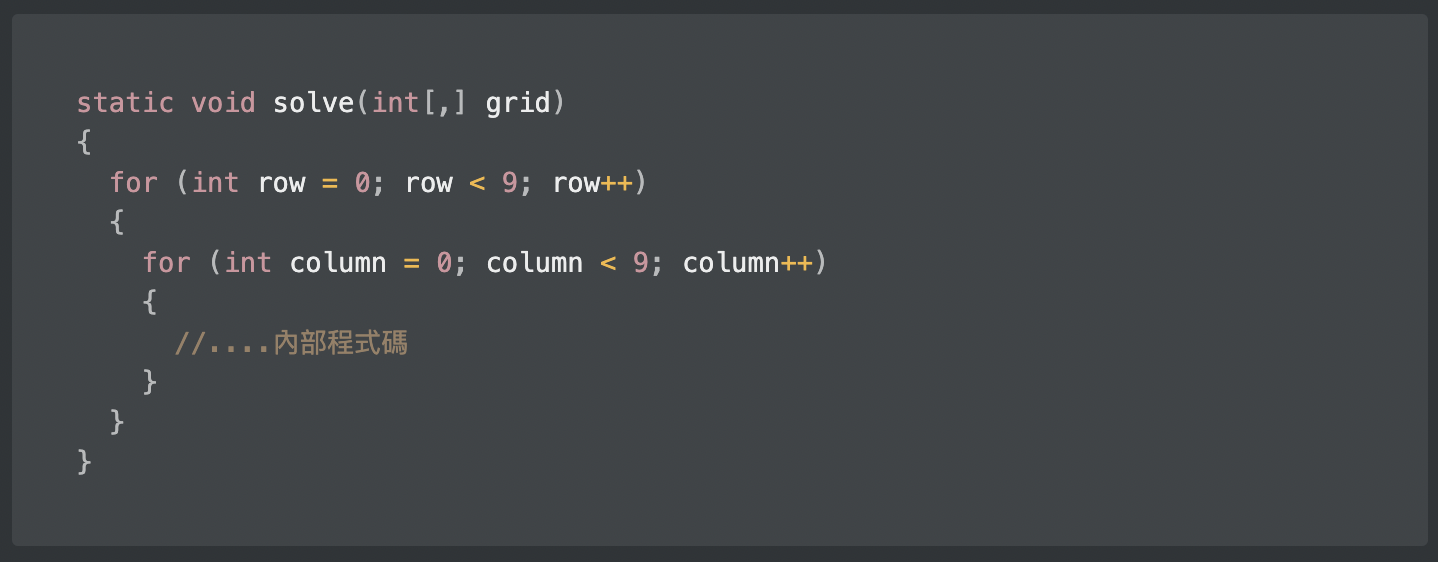 static void solve(int[,] grid)
{
  for (int row = 0; row < 9; row++)
  {
    for (int column = 0; column < 9; column++)
    {
      //....內部程式碼
    }
  }
}